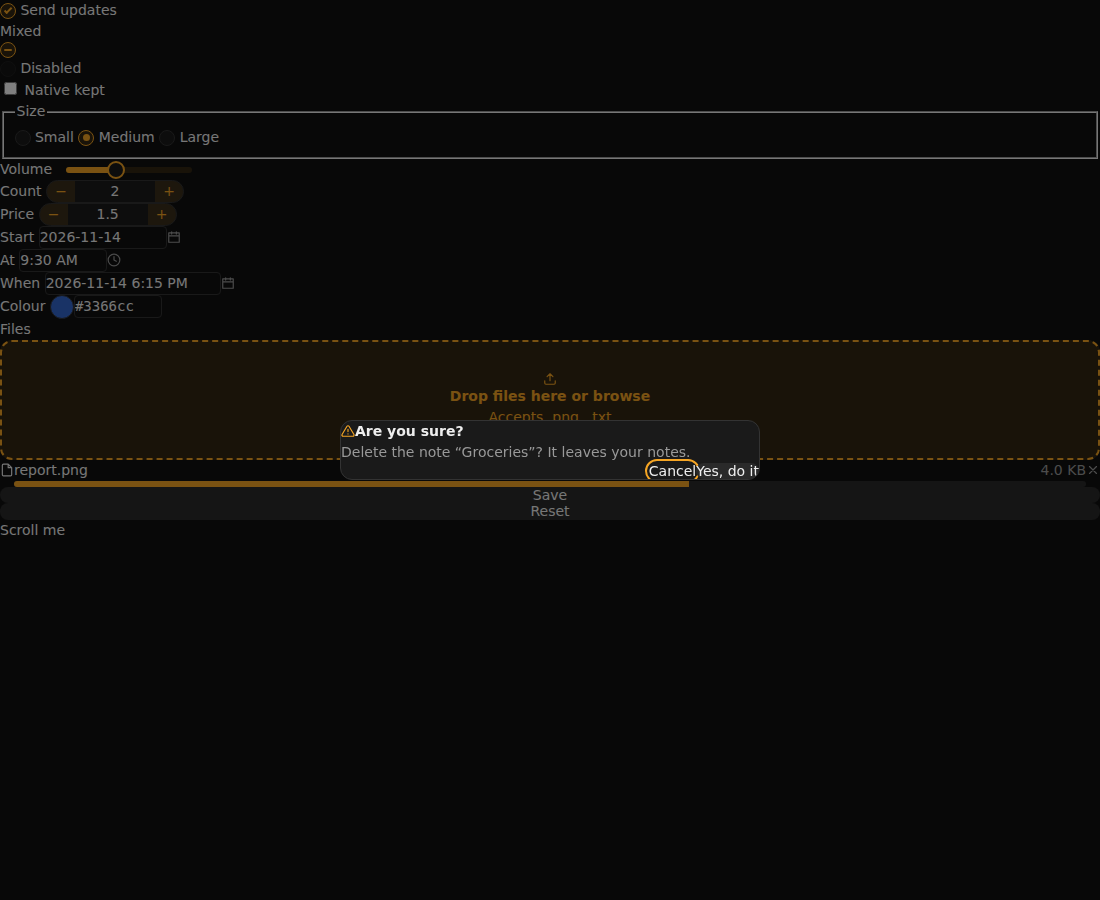 Send updates
Mixed
Disabled
Native kept
Size
Small Medium Large
Volume
Count − 2 +
Price − 1.5 +
Start 2026-11-14
At 9:30 AM
When 2026-11-14 6:15 PM
Colour #3366cc
Files
Drop files here or browse
Accepts .png, .txt
Are you sure?
Delete the note “Groceries”? It leaves your notes.
Cancel Yes, do it
report.png 4.0 KB
Save
Reset
Scroll me